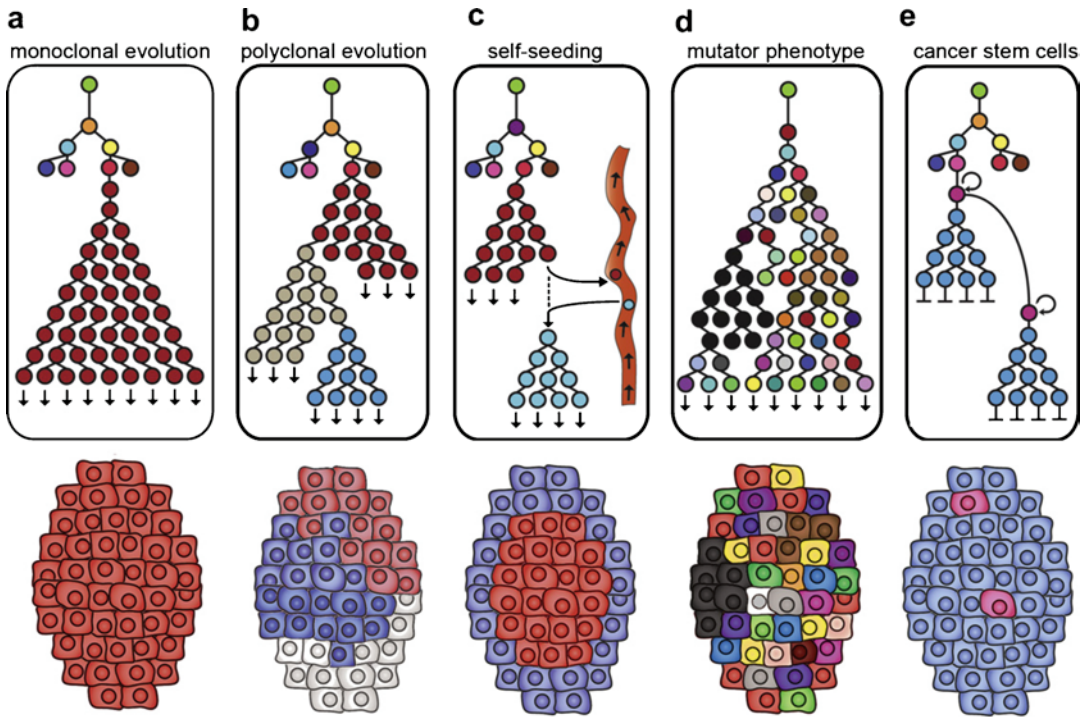 a
monoclonal evolution
b
polyclonal evolution
c
self-seeding
d
mutator phenotype
e
cancer stem cells